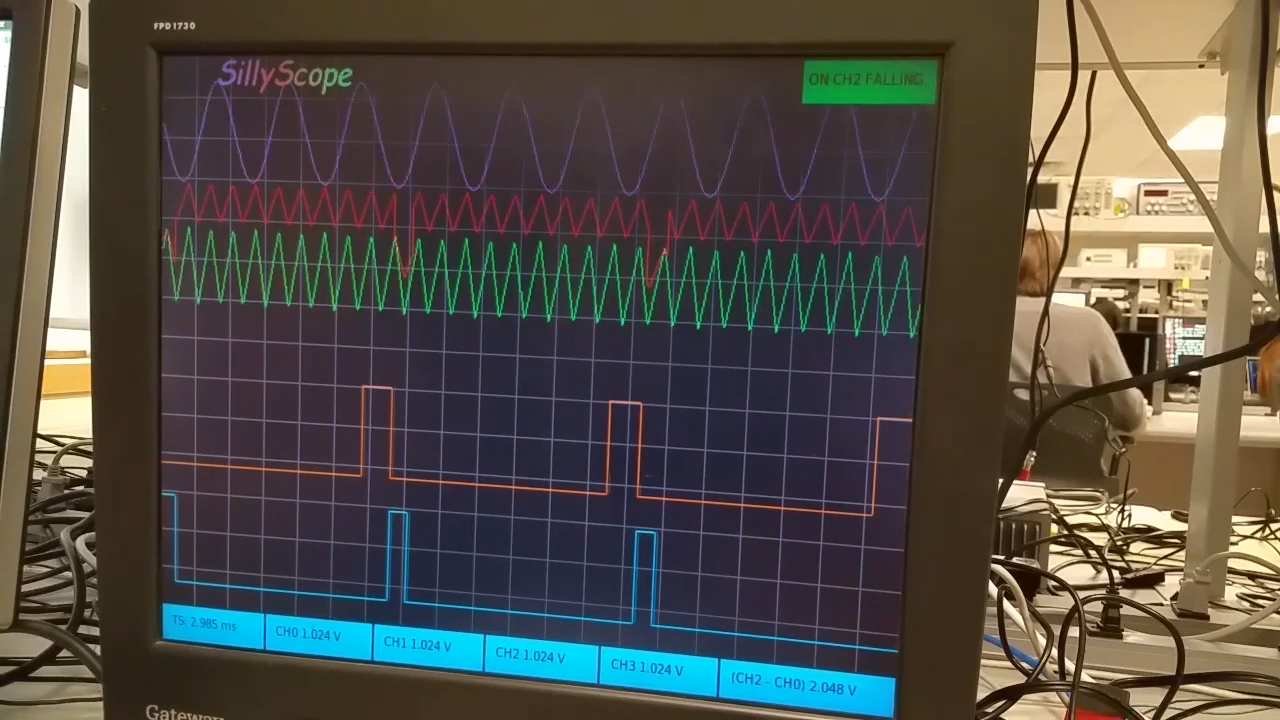 FPD1730
SillyScope
ON CH2 FALLING
TS: 2.985 ms
CH0 1.024 V
CH1 1.024 V
CH2 1.024 V
CH3 1.024 V
(CH2 - CH0) 2.048 V
Gateway